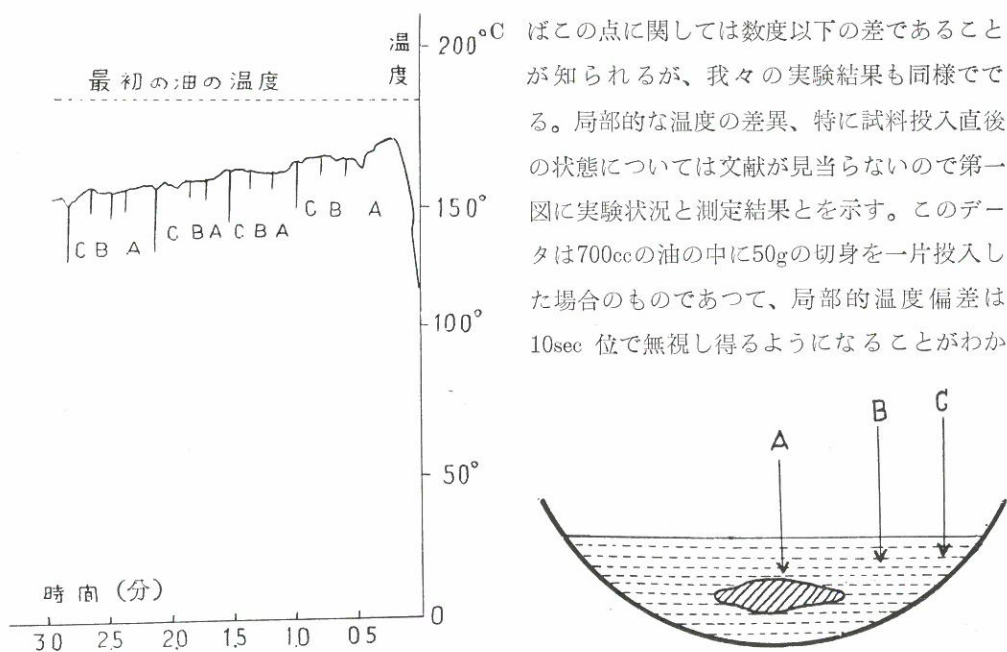 温度
200°C
最初の油の温度
150°
C B A C B A C B A C B A
100°
50°
0
時間 (分)
3.0 2.5 2.0 1.5 1.0 0.5
ばこの点に関しては数度以下の差であること
が知られるが、我々の実験結果も同様でで
る。局部的な温度の差異、特に試料投入直後
の状態については文献が見当らないので第一
図に実験状況と測定結果とを示す。このデー
タは700ccの油の中に50gの切身を一片投入し
た場合のものであつて、局部的温度偏差は
10sec 位で無視し得るようになることがわか
A
B
C